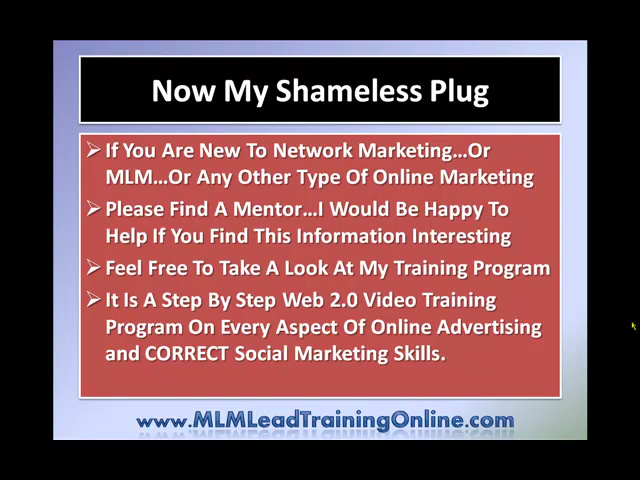 Now My Shameless Plug
If You Are New To Network Marketing...Or
MLM...Or Any Other Type Of Online Marketing
Please Find A Mentor...I Would Be Happy To
Help If You Find This Information Interesting
Feel Free To Take A Look At My Training Program
It Is A Step By Step Web 2.0 Video Training
Program On Every Aspect Of Online Advertising
and CORRECT Social Marketing Skills.
www.MLMLeadTrainingOnline.com